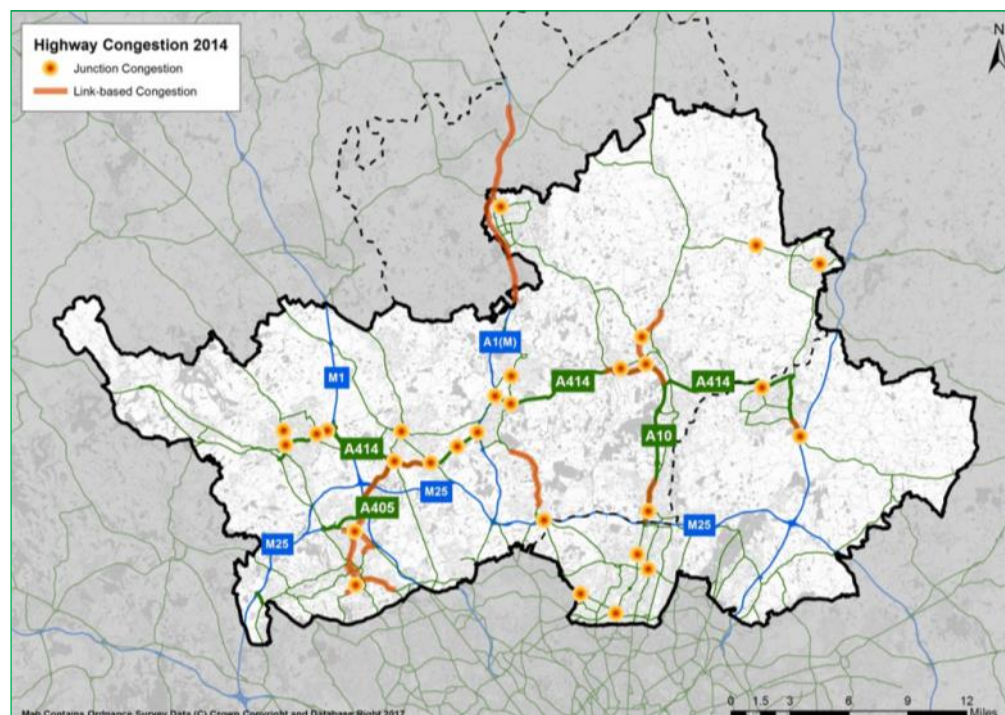 Highway Congestion 2014
Junction Congestion
Link-based Congestion
N
A1(M)
M1
A414
A414
A10
A414
M25
A405
M25
M25
Map Contains Ordnance Survey Data (C) Crown Copyright and Database Right 2017
0 1.5 3 6 9 12
Miles